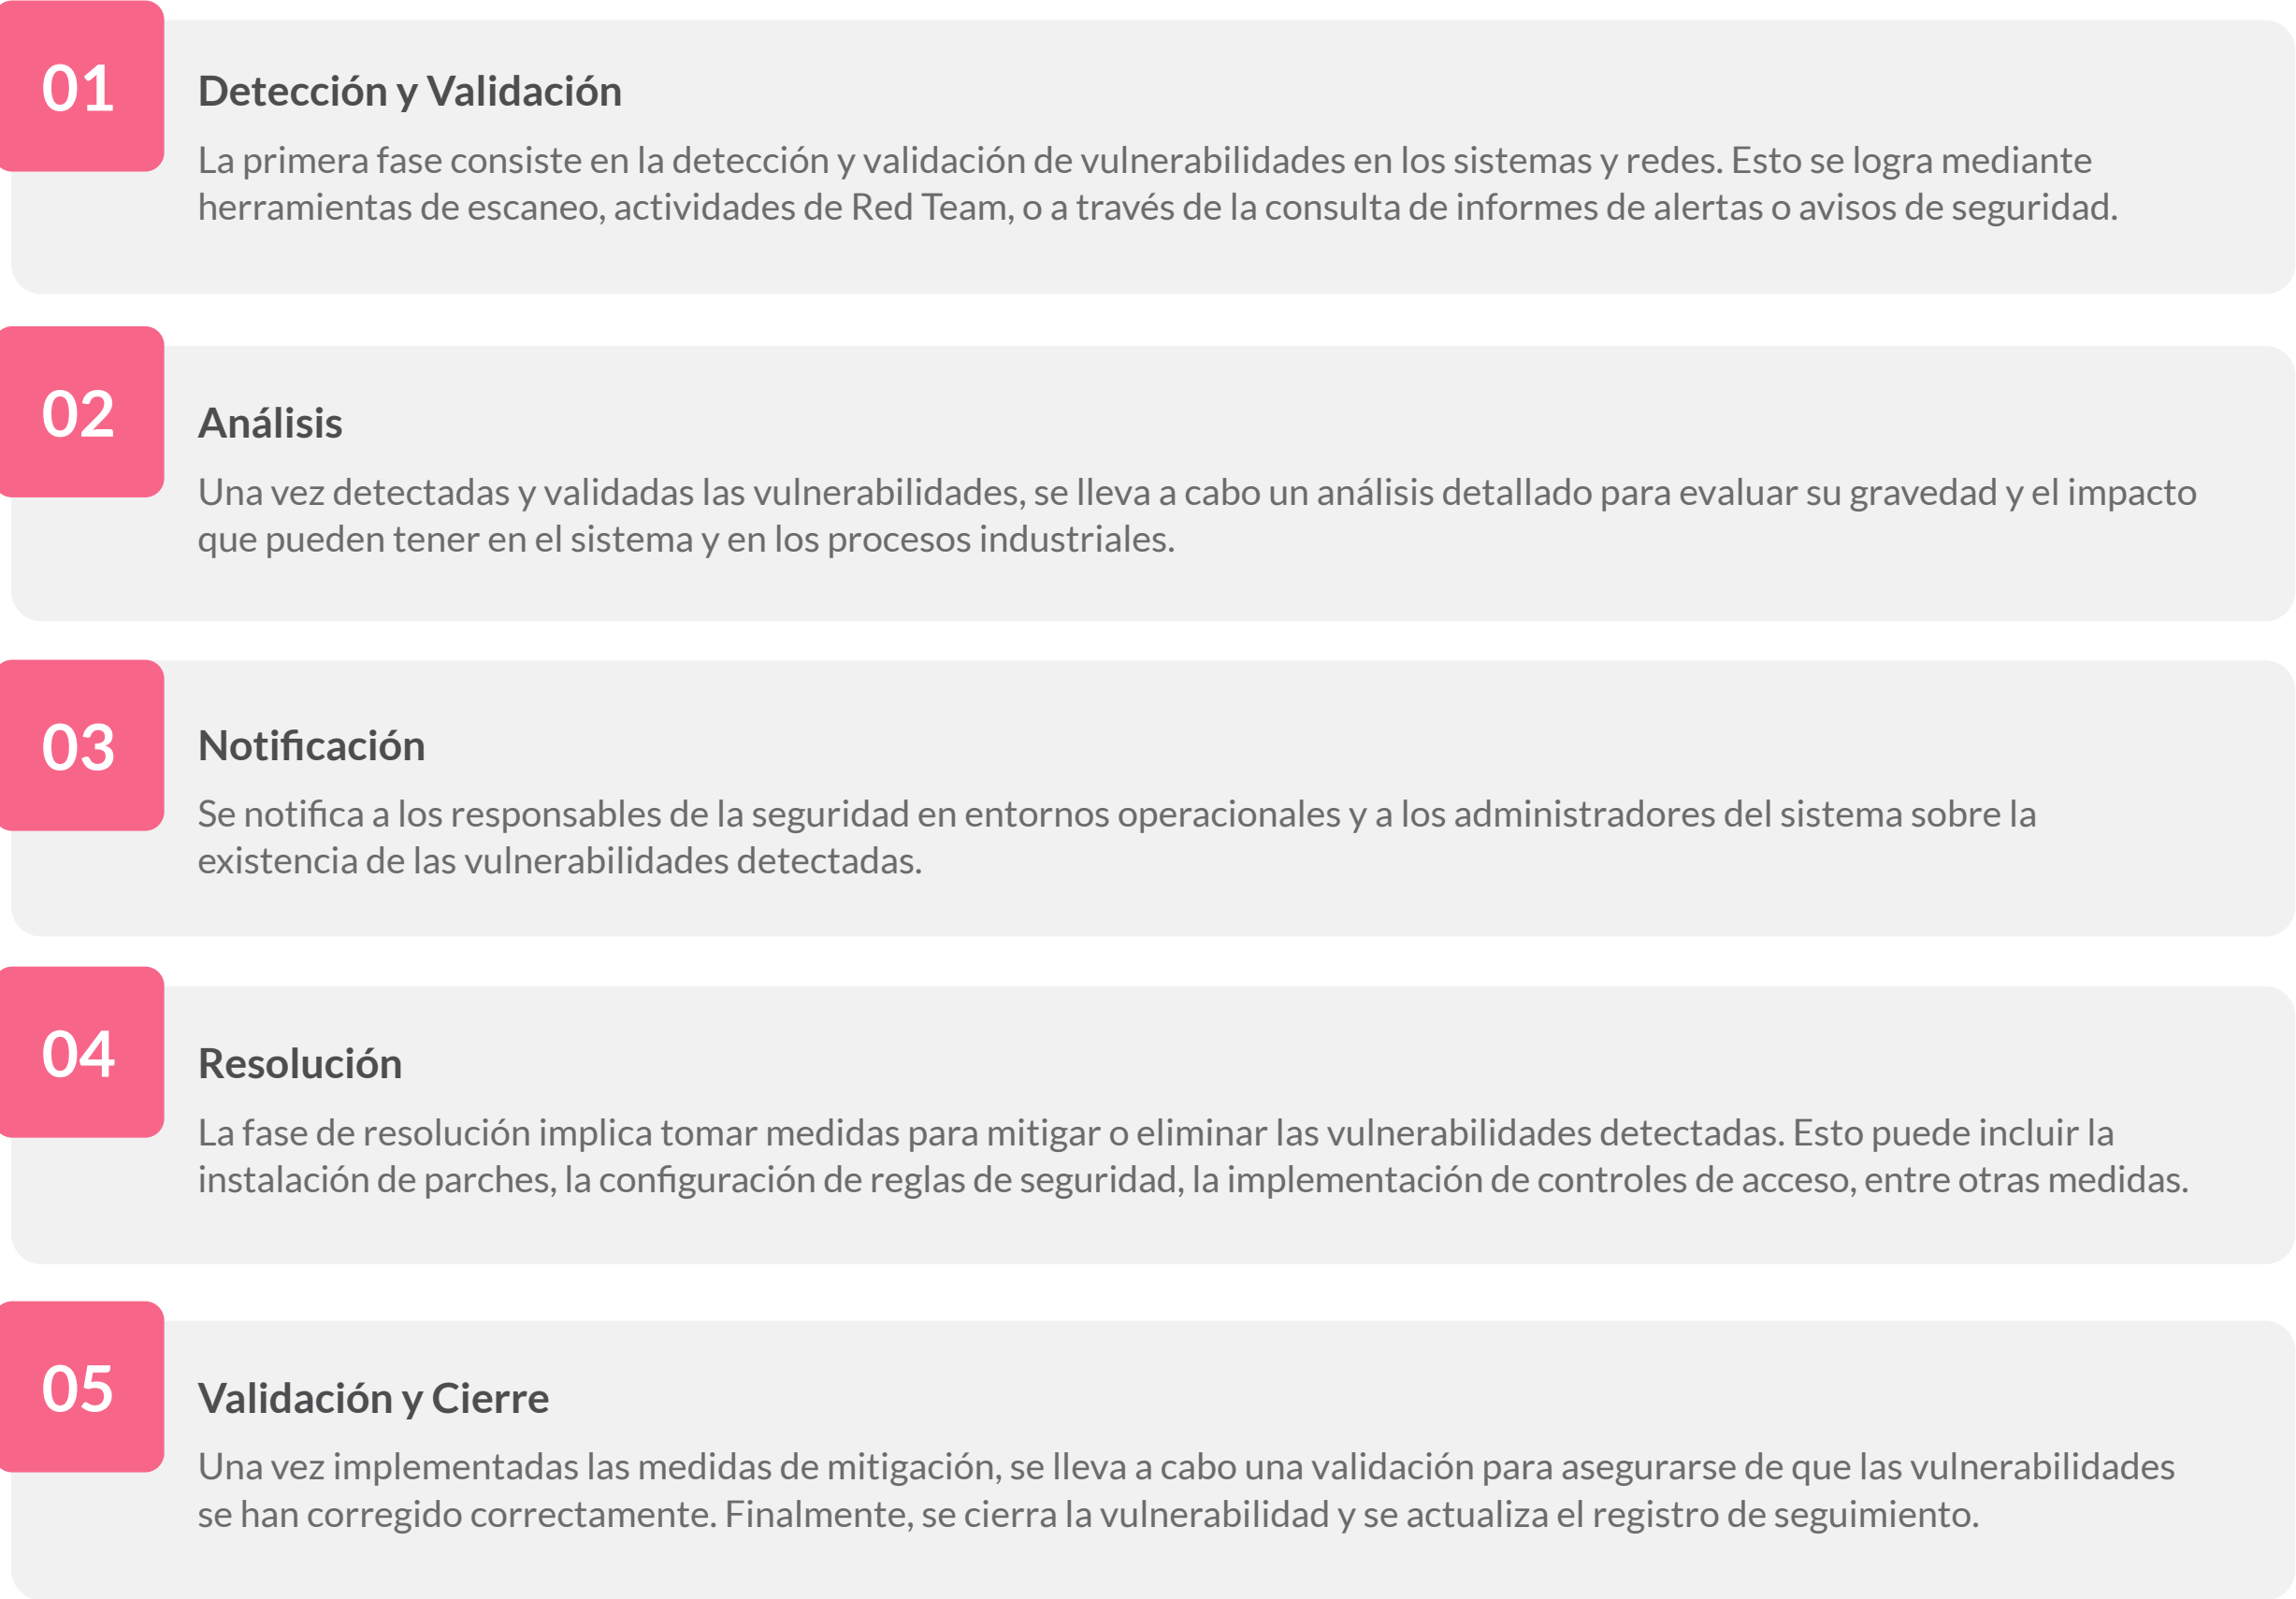 01
Detección y Validación
La primera fase consiste en la detección y validación de vulnerabilidades en los sistemas y redes. Esto se logra mediante
herramientas de escaneo, actividades de Red Team, o a través de la consulta de informes de alertas o avisos de seguridad.
02
Análisis
Una vez detectadas y validadas las vulnerabilidades, se lleva a cabo un análisis detallado para evaluar su gravedad y el impacto
que pueden tener en el sistema y en los procesos industriales.
03
Notificación
Se notifica a los responsables de la seguridad en entornos operacionales y a los administradores del sistema sobre la
existencia de las vulnerabilidades detectadas.
04
Resolución
La fase de resolución implica tomar medidas para mitigar o eliminar las vulnerabilidades detectadas. Esto puede incluir la
instalación de parches, la configuración de reglas de seguridad, la implementación de controles de acceso, entre otras medidas.
05
Validación y Cierre
Una vez implementadas las medidas de mitigación, se lleva a cabo una validación para asegurarse de que las vulnerabilidades
se han corregido correctamente. Finalmente, se cierra la vulnerabilidad y se actualiza el registro de seguimiento.